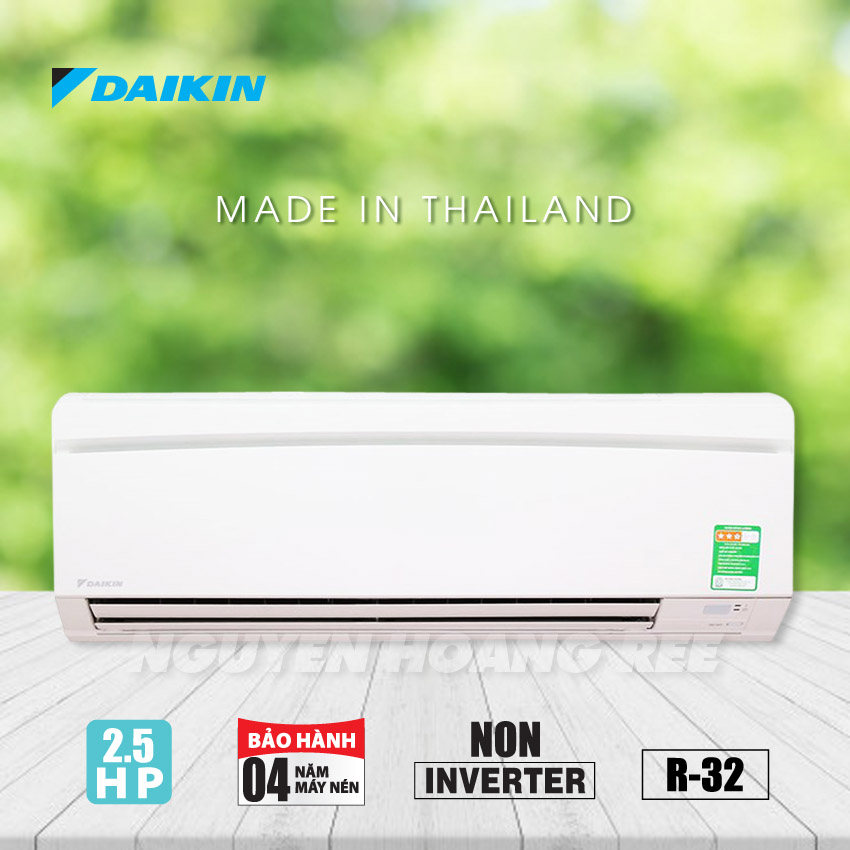 DAIKIN
MADE IN THAILAND
DAIKIN
NGUYEN HOANG REE
2.5
HP
BẢO HÀNH
04 NĂM
MÁY NÉN
NON
INVERTER
R-32